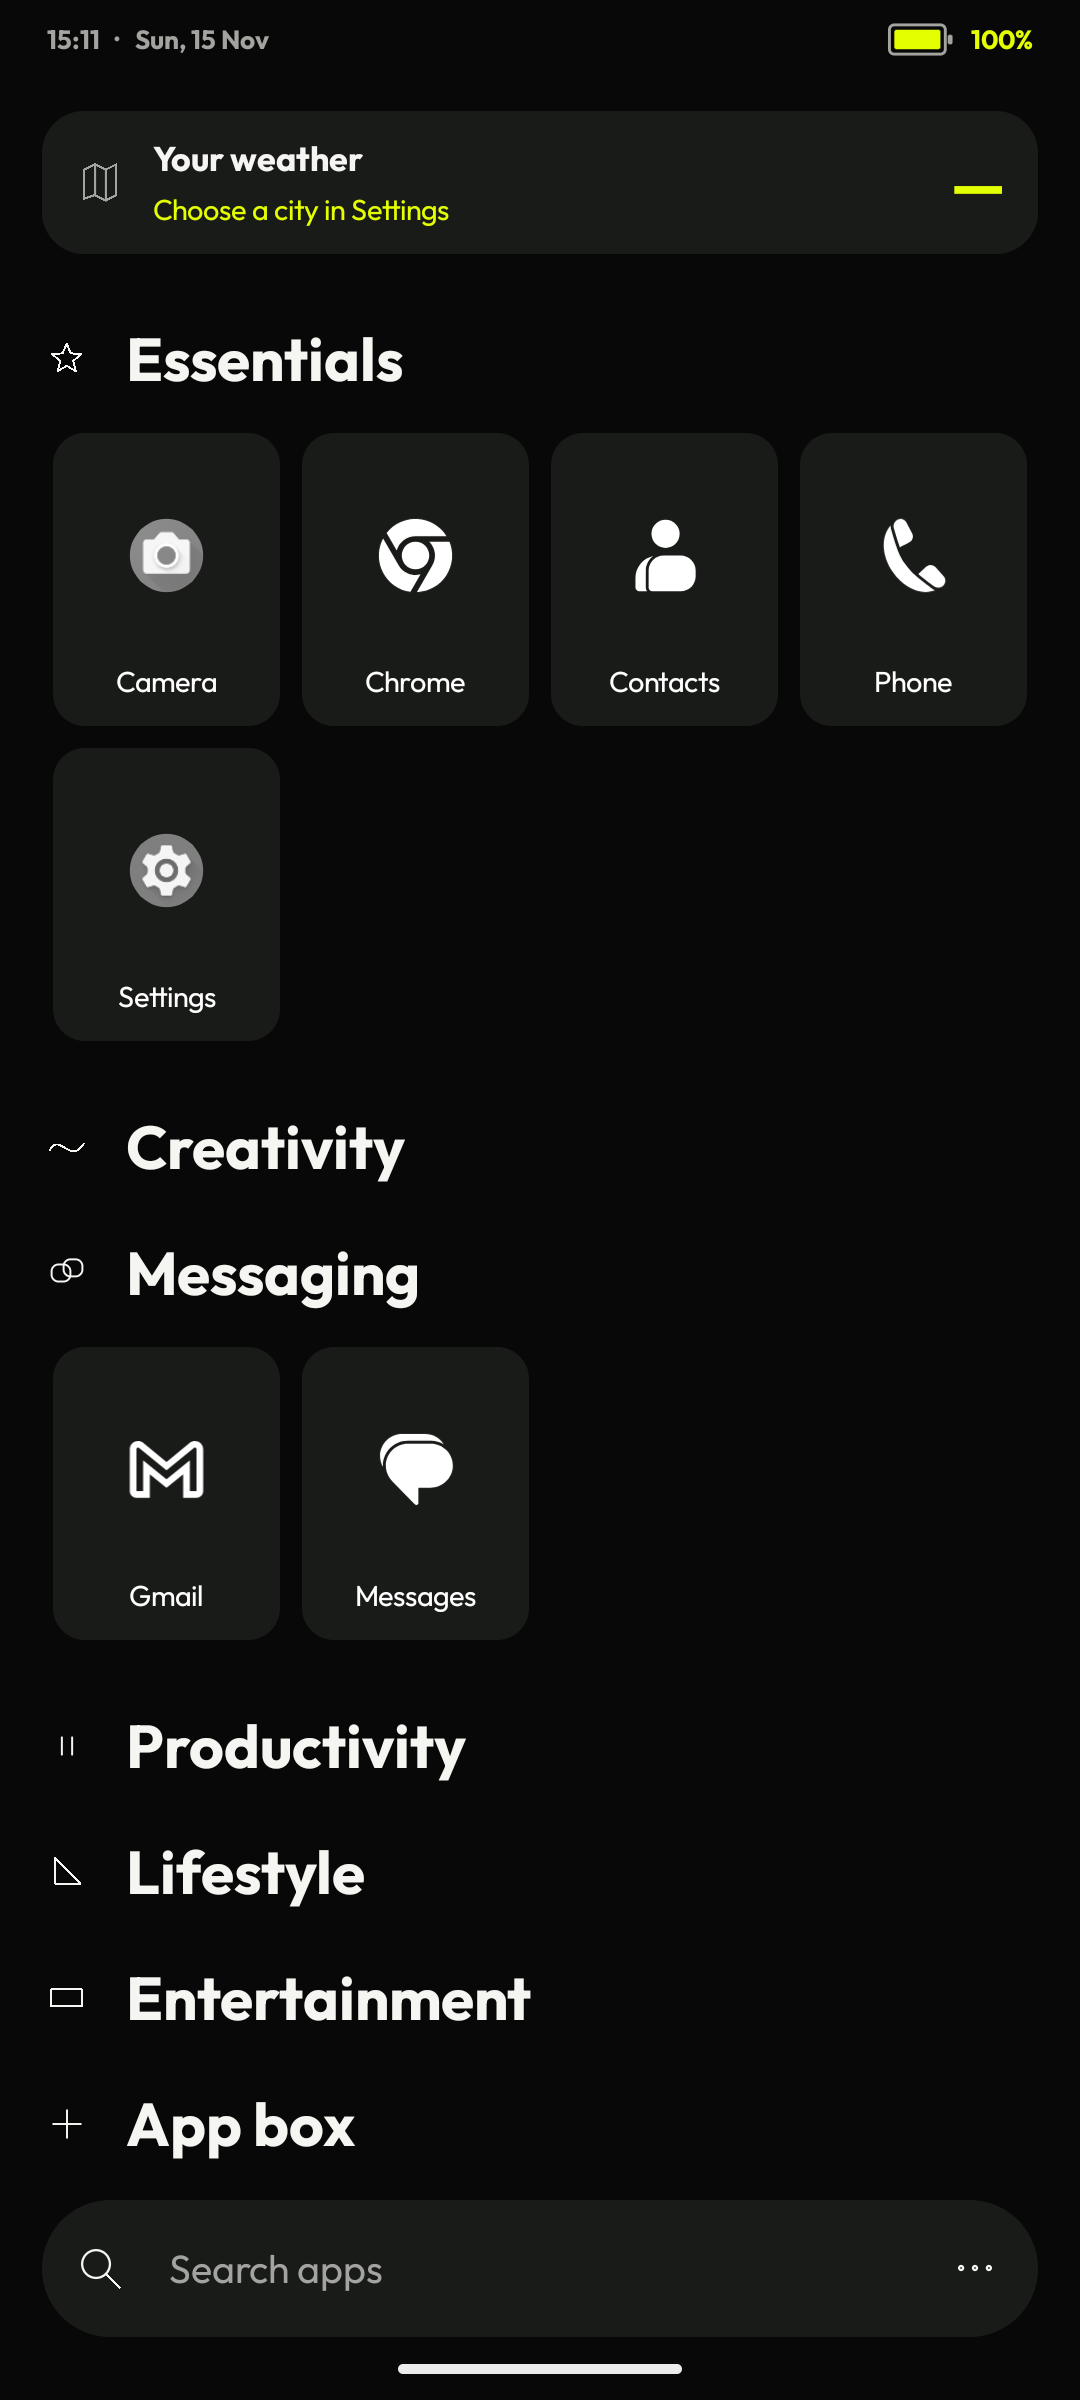 15:11 · Sun, 15 Nov
100%
Your weather
Choose a city in Settings
Essentials
Camera
Chrome
Contacts
Phone
Settings
Creativity
Messaging
Gmail
Messages
Productivity
Lifestyle
Entertainment
App box
Search apps